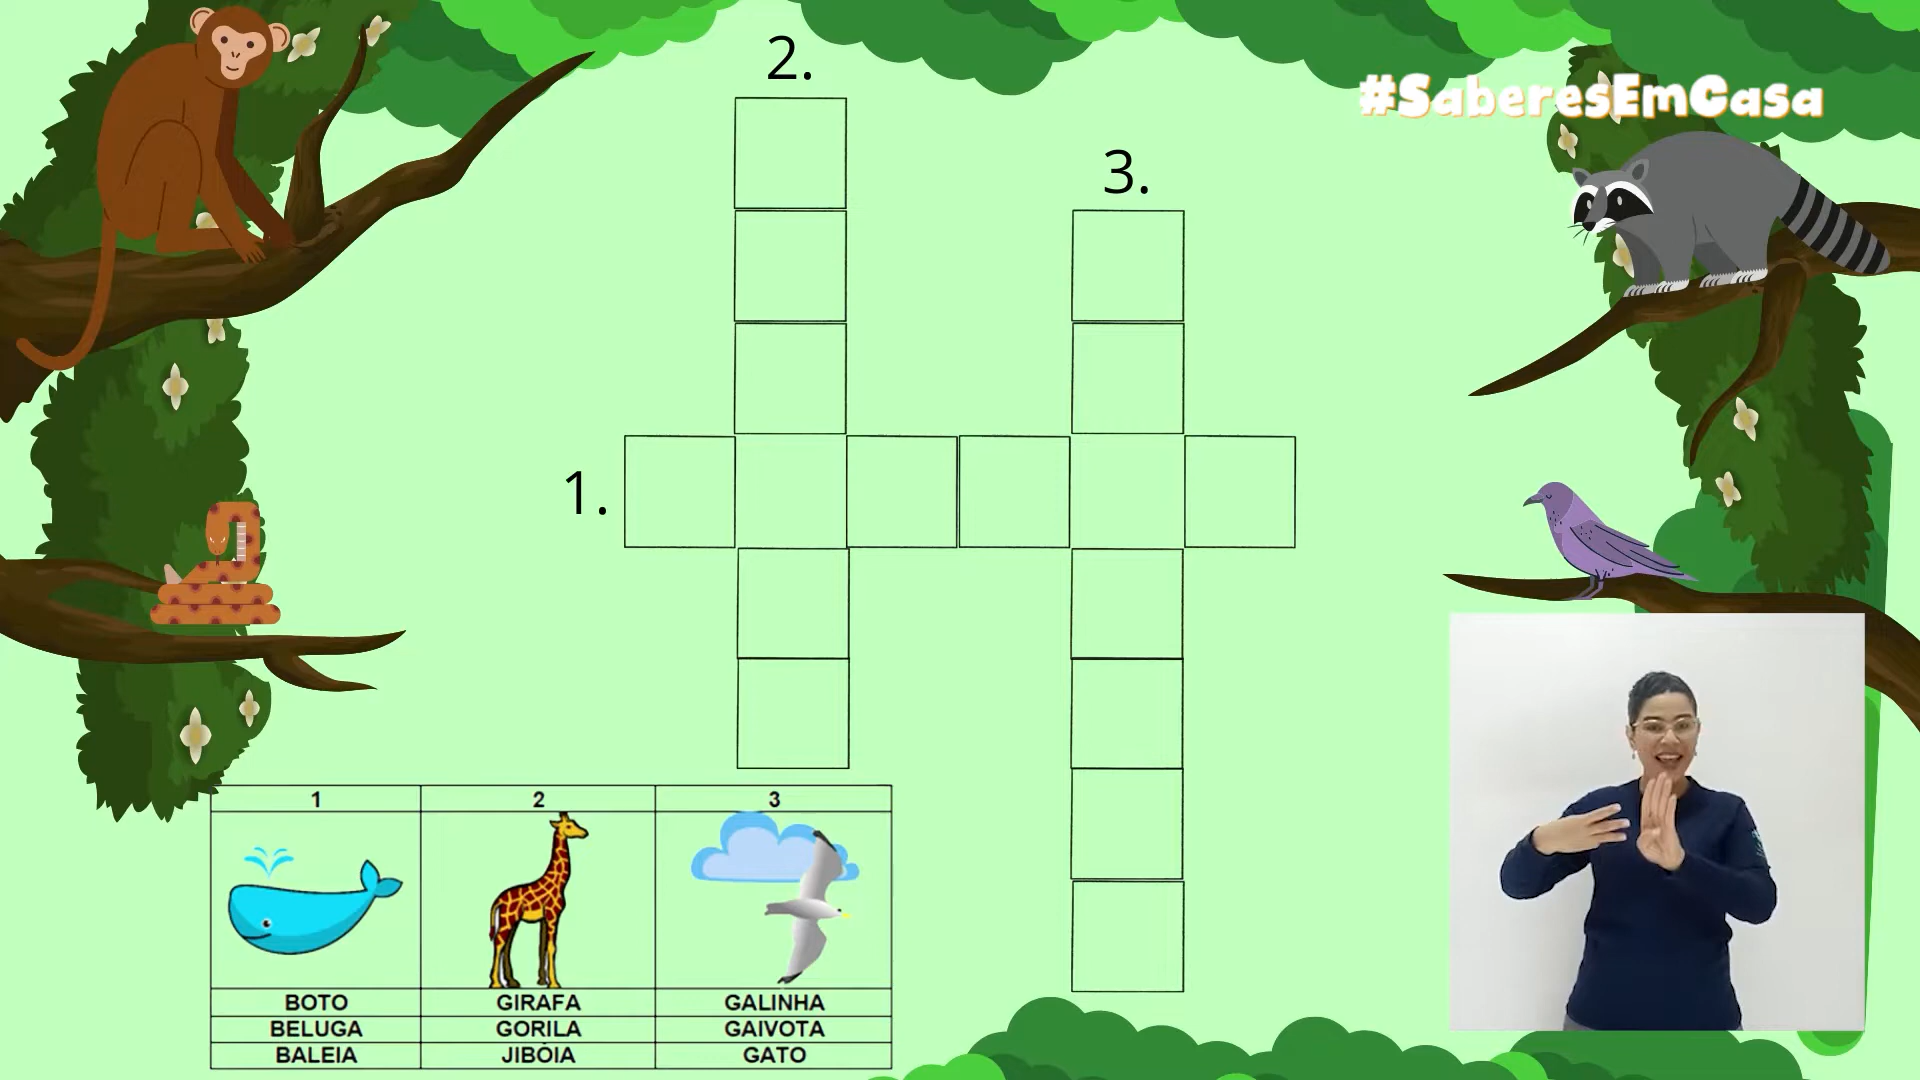 2.
#SaberesEmCasa
3.
1.
1 2 3
BOTO GIRAFA GALINHA
BELUGA GORILA GAIVOTA
BALEIA JIBÓIA GATO